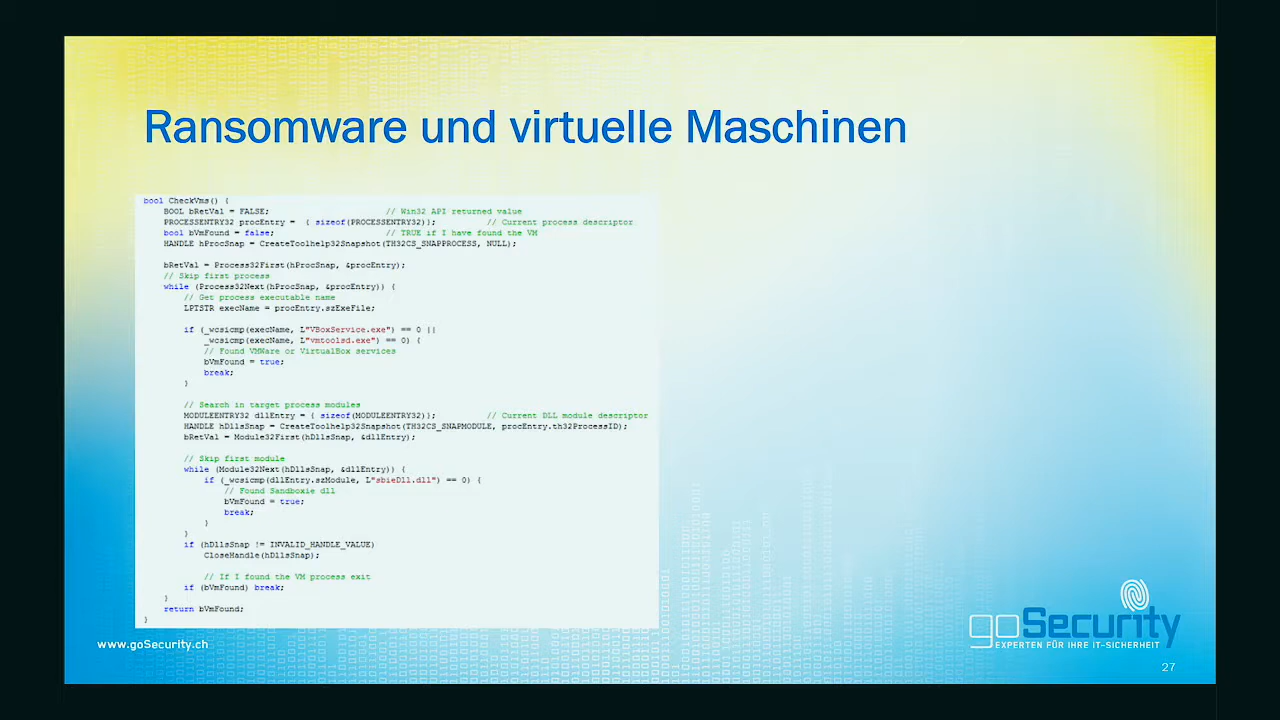 Ransomware und virtuelle Maschinen
bool CheckVms() {
BOOL bRetVal = FALSE; // Win32 API returned value
PROCESSENTRY32 procEntry = { sizeof(PROCESSENTRY32)}; // Current process descriptor
bool bVmFound = false; // TRUE if I have found the VM
HANDLE hProcSnap = CreateToolhelp32Snapshot(TH32CS_SNAPPROCESS, NULL);
bRetVal = Process32First(hProcSnap, &procEntry);
// Skip first process
while (Process32Next(hProcSnap, &procEntry)) {
// Get process executable name
LPTSTR execName = procEntry.szExeFile;
if (_wcsicmp(execName, L"VBoxService.exe") == 0 ||
_wcsicmp(execName, L"vmtoolsd.exe") == 0) {
// Found VMWare or VirtualBox services
bVmFound = true;
break;
}
// Search in target process modules
MODULEENTRY32 dllEntry = { sizeof(MODULEENTRY32)}; // Current DLL module descriptor
HANDLE hDllsSnap = CreateToolhelp32Snapshot(TH32CS_SNAPMODULE, procEntry.th32ProcessID);
bRetVal = Module32First(hDllsSnap, &dllEntry);
// Skip first module
while (Module32Next(hDllsSnap, &dllEntry)) {
if (_wcsicmp(dllEntry.szModule, L"sbieDll.dll") == 0) {
// Found Sandboxie dll
bVmFound = true;
break;
}
}
if (hDllsSnap != INVALID_HANDLE_VALUE)
CloseHandle(hDllsSnap);
// If I found the VM process exit
if (bVmFound) break;
}
return bVmFound;
}
goSecurity
EXPERTEN FÜR IHRE IT-SICHERHEIT
www.goSecurity.ch
27